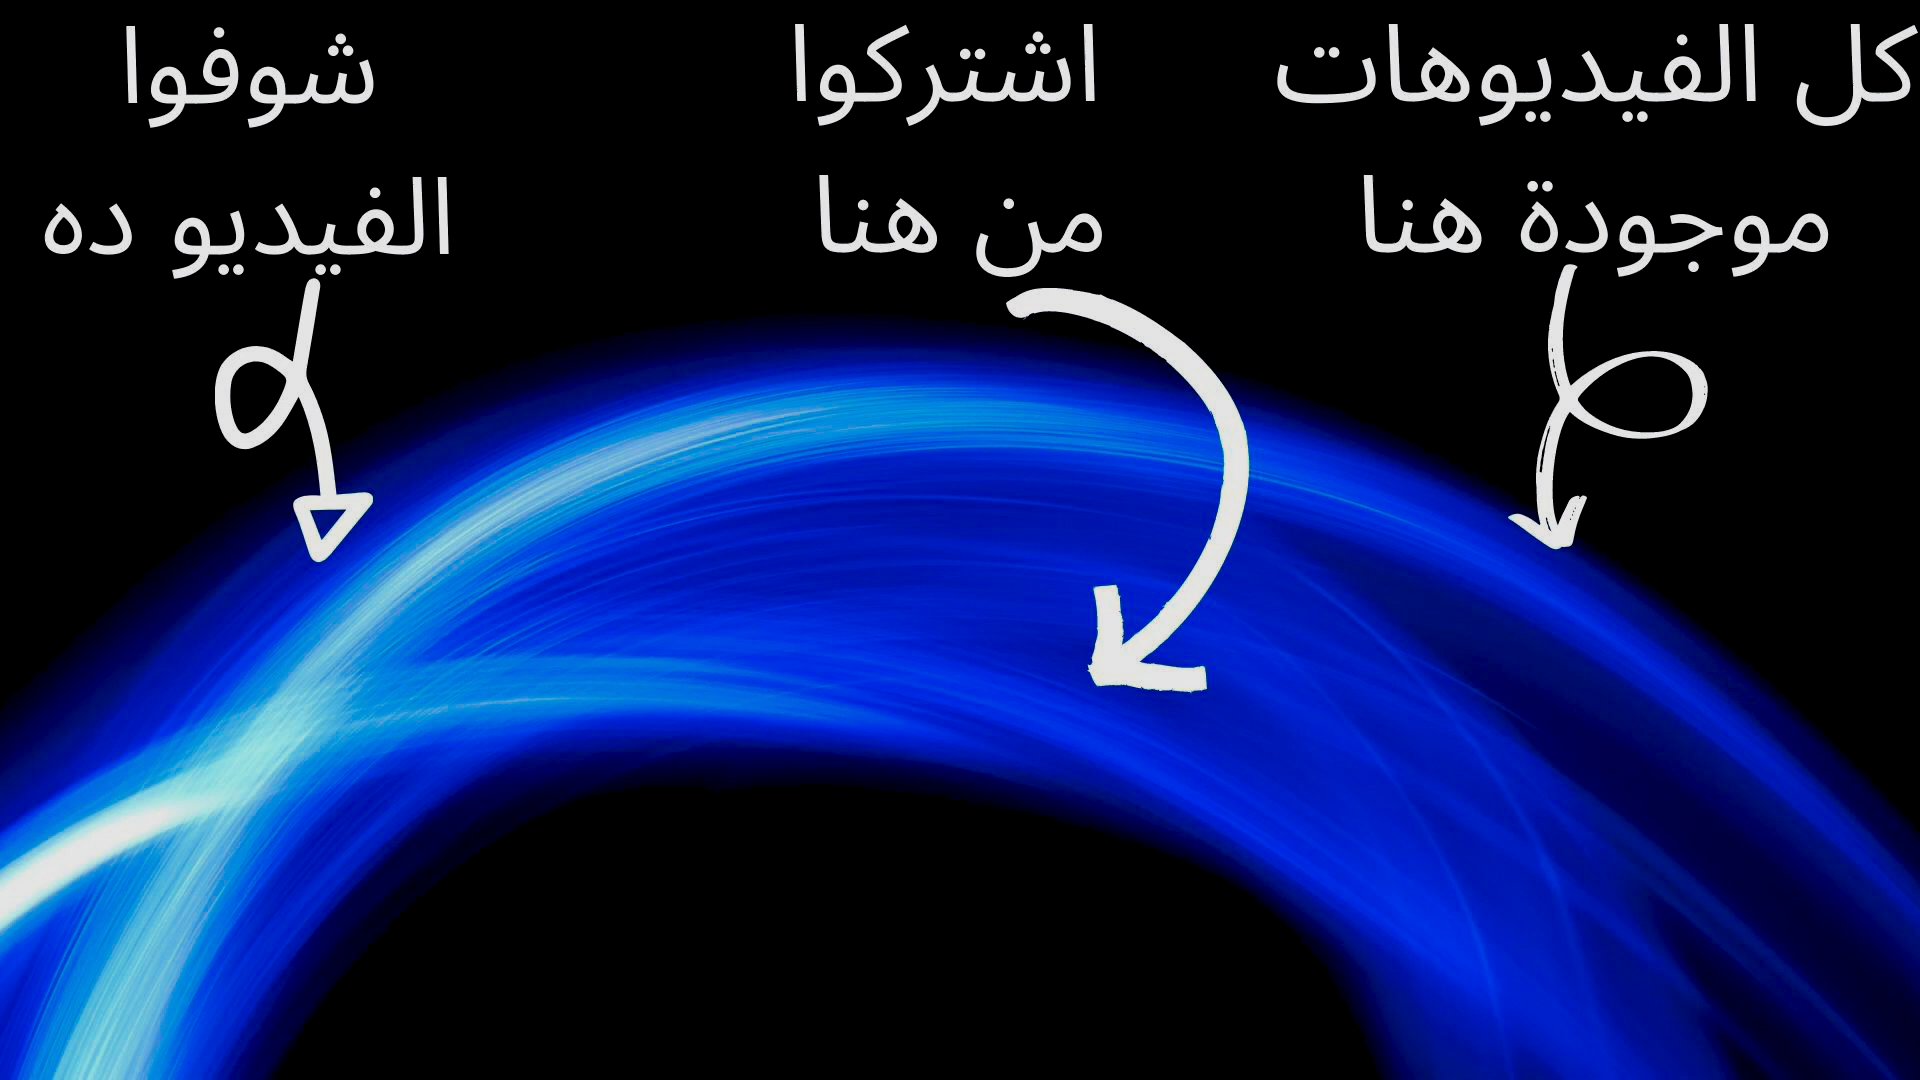 كل الفيديوهات
موجودة هنا
اشتركوا
من هنا
شوفوا
الفيديو ده